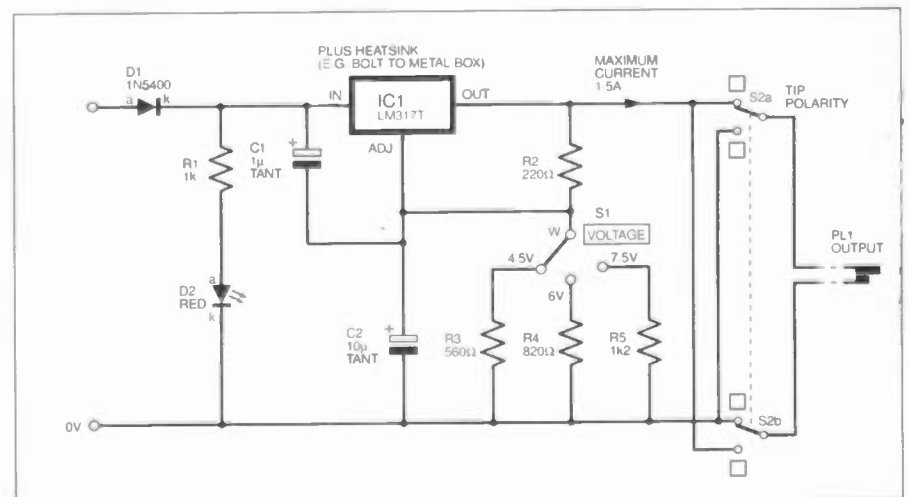 PLUS HEATSINK
(E.G. BOLT TO METAL BOX)
MAXIMUM
CURRENT
1.5A
D1
1N5400
a
k
IN
IC1
LM317T
OUT
ADJ
S2a
TIP
POLARITY
R1
1k
C1
1µ
TANT
+
R2
220Ω
S1
VOLTAGE
W
4.5V
7.5V
6V
PL1
OUTPUT
a
D2
RED
k
C2
10µ
TANT
+
R3
560Ω
R4
820Ω
R5
1k2
0V
S2b